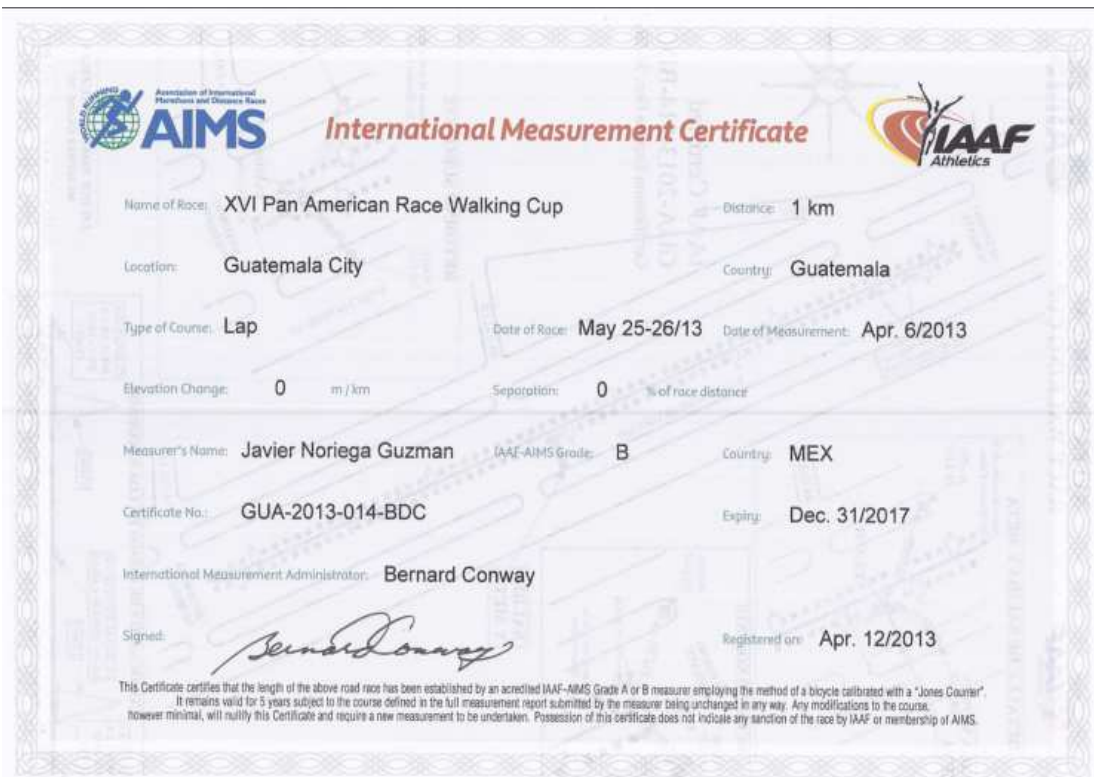 Association of International
Marathons and Distance Races
AIMS
International Measurement Certificate
IAAF
Athletics
Name of Race: XVI Pan American Race Walking Cup Distance: 1 km
Location: Guatemala City Country: Guatemala
Type of Course: Lap Date of Race: May 25-26/13 Date of Measurement: Apr. 6/2013
Elevation Change: 0 m / km Separation: 0 % of race distance
Measurer's Name: Javier Noriega Guzman IAAF-AIMS Grade: B Country: MEX
Certificate No.: GUA-2013-014-BDC Expiry: Dec. 31/2017
International Measurement Administrator: Bernard Conway
Signed: Bernard Conway Registered on: Apr. 12/2013
This Certificate certifies that the length of the above road race has been established by an acredited IAAF-AIMS Grade A or B measurer employing the method of a bicycle calibrated with a "Jones Counter".
It remains valid for 5 years subject to the course defined in the full measurement report submitted by the measurer being unchanged in any way. Any modifications to the course,
however minimal, will nullify this Certificate and require a new measurement to be undertaken. Possession of this certificate does not indicate any sanction of the race by IAAF or membership of AIMS.